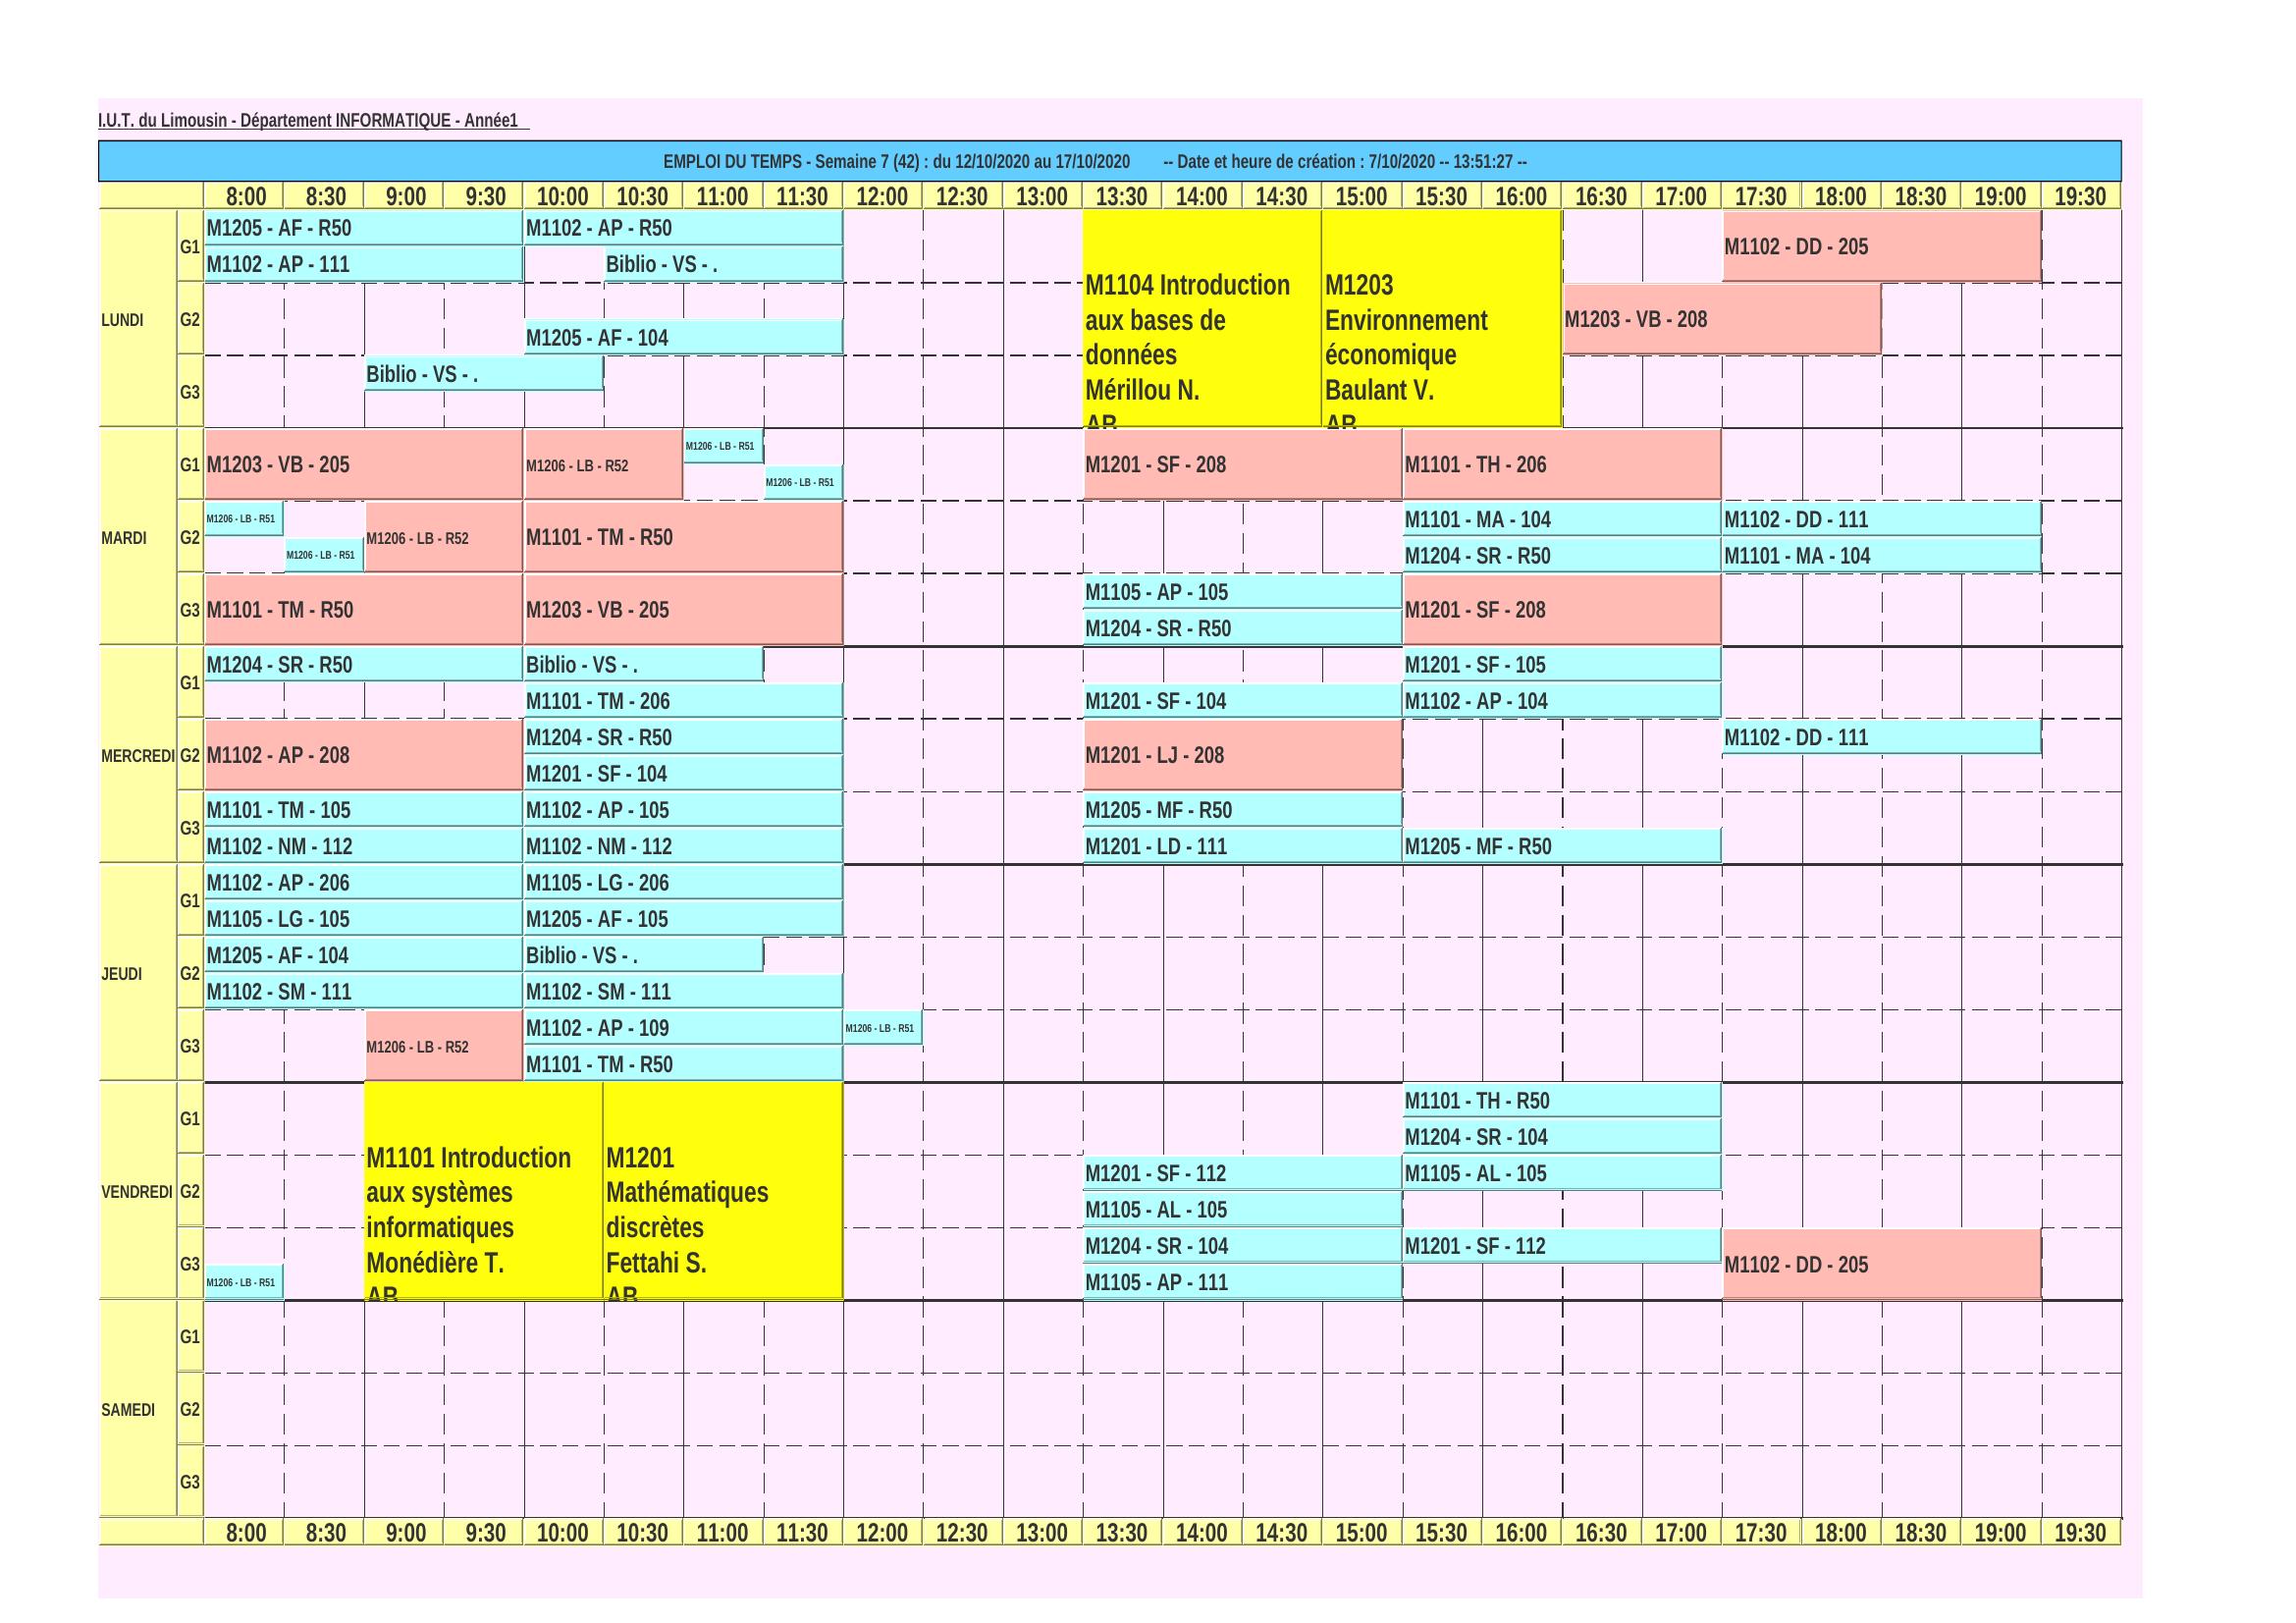 I.U.T. du Limousin - Département INFORMATIQUE - Année1
EMPLOI DU TEMPS - Semaine 7 (42) : du 12/10/2020 au 17/10/2020 -- Date et heure de création : 7/10/2020 -- 13:51:27 --
8:00 8:30 9:00 9:30 10:00 10:30 11:00 11:30 12:00 12:30 13:00 13:30 14:00 14:30 15:00 15:30 16:00 16:30 17:00 17:30 18:00 18:30 19:00 19:30
LUNDI
G1
M1205 - AF - R50 M1102 - AP - R50
M1102 - AP - 111 Biblio - VS - .
M1102 - DD - 205
G2
M1205 - AF - 104
M1203 - VB - 208
G3
Biblio - VS - .
M1104 Introduction
aux bases de
données
Mérillou N.
AR
M1203
Environnement
économique
Baulant V.
AR
MARDI
G1
M1203 - VB - 205 M1206 - LB - R52 M1206 - LB - R51 M1206 - LB - R51 M1201 - SF - 208 M1101 - TH - 206
G2
M1206 - LB - R51 M1206 - LB - R51 M1206 - LB - R52 M1101 - TM - R50
M1101 - MA - 104 M1102 - DD - 111
M1204 - SR - R50 M1101 - MA - 104
G3
M1101 - TM - R50 M1203 - VB - 205
M1105 - AP - 105
M1204 - SR - R50
M1201 - SF - 208
MERCREDI
G1
M1204 - SR - R50 Biblio - VS - . M1201 - SF - 105
M1101 - TM - 206 M1201 - SF - 104 M1102 - AP - 104
G2
M1102 - AP - 208
M1204 - SR - R50
M1201 - SF - 104
M1201 - LJ - 208
M1102 - DD - 111
G3
M1101 - TM - 105 M1102 - AP - 105 M1205 - MF - R50
M1102 - NM - 112 M1102 - NM - 112 M1201 - LD - 111 M1205 - MF - R50
JEUDI
G1
M1102 - AP - 206 M1105 - LG - 206
M1105 - LG - 105 M1205 - AF - 105
G2
M1205 - AF - 104 Biblio - VS - .
M1102 - SM - 111 M1102 - SM - 111
G3
M1206 - LB - R52
M1102 - AP - 109 M1206 - LB - R51
M1101 - TM - R50
VENDREDI
G1
M1101 - TH - R50
M1204 - SR - 104
G2
M1201 - SF - 112 M1105 - AL - 105
M1105 - AL - 105
G3
M1204 - SR - 104 M1201 - SF - 112
M1206 - LB - R51 M1105 - AP - 111
M1102 - DD - 205
M1101 Introduction
aux systèmes
informatiques
Monédière T.
AR
M1201
Mathématiques
discrètes
Fettahi S.
AR
SAMEDI
G1
G2
G3
8:00 8:30 9:00 9:30 10:00 10:30 11:00 11:30 12:00 12:30 13:00 13:30 14:00 14:30 15:00 15:30 16:00 16:30 17:00 17:30 18:00 18:30 19:00 19:30